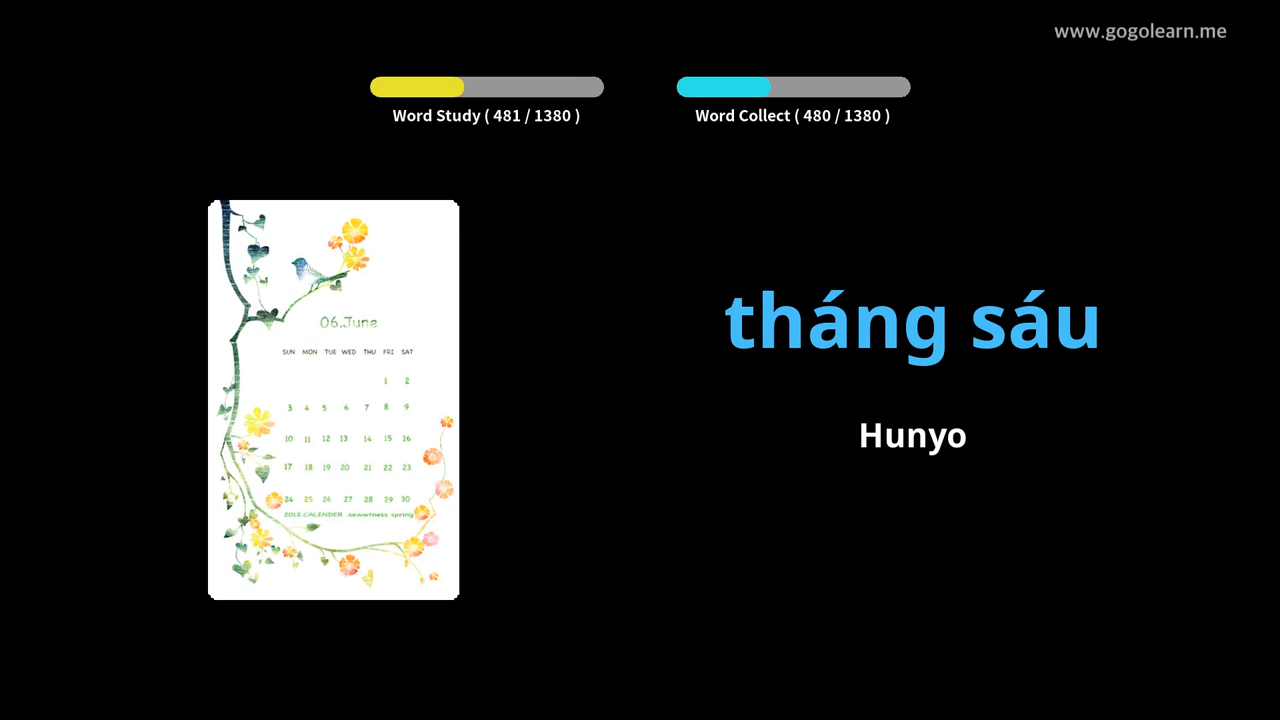 www.gogolearn.me
Word Study ( 481 / 1380 )
Word Collect ( 480 / 1380 )
06.June
SUN MON TUE WED THU FRI SAT
1 2
3 4 5 6 7 8 9
10 11 12 13 14 15 16
17 18 19 20 21 22 23
24 25 26 27 28 29 30
2012.CALENDER .sewwtness spring
tháng sáu
Hunyo